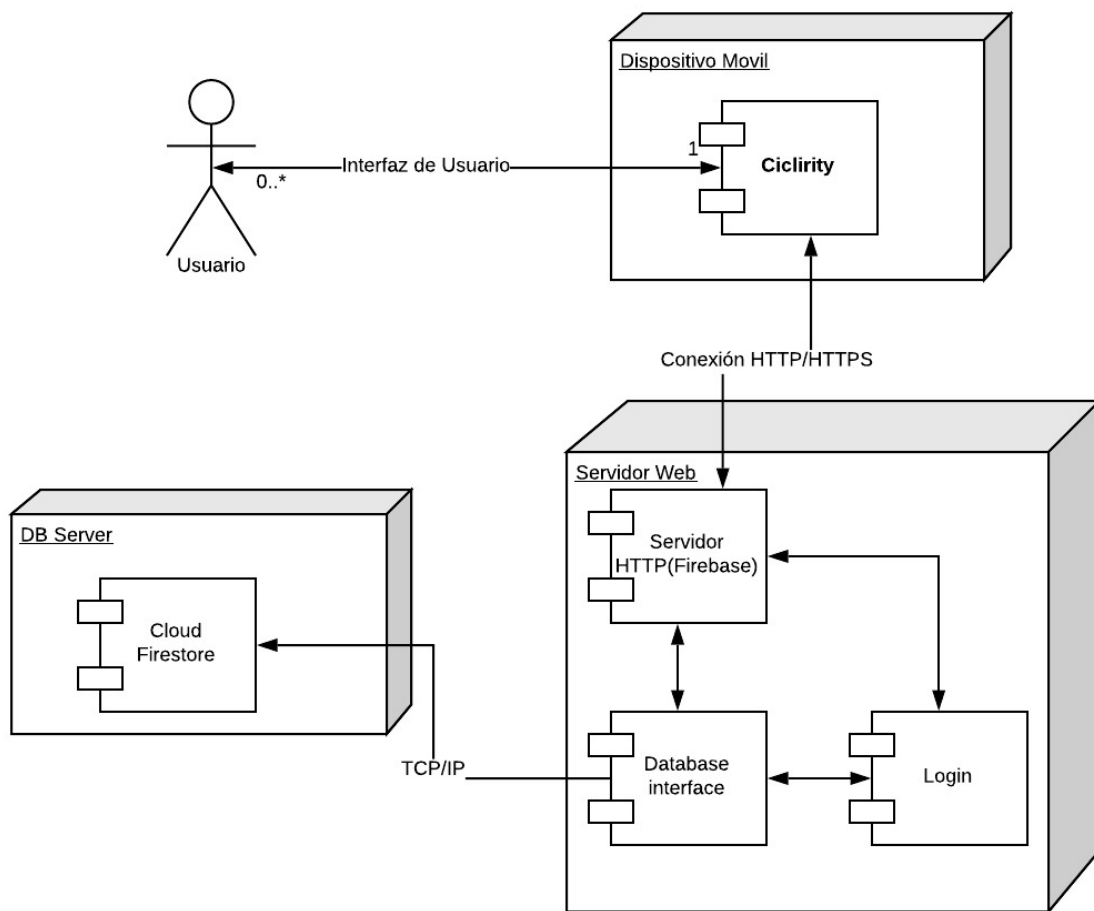 Dispositivo Movil
Ciclirity
1
Interfaz de Usuario
0..*
Usuario
Conexión HTTP/HTTPS
Servidor Web
Servidor
HTTP(Firebase)
DB Server
Cloud
Firestore
TCP/IP
Database
interface
Login